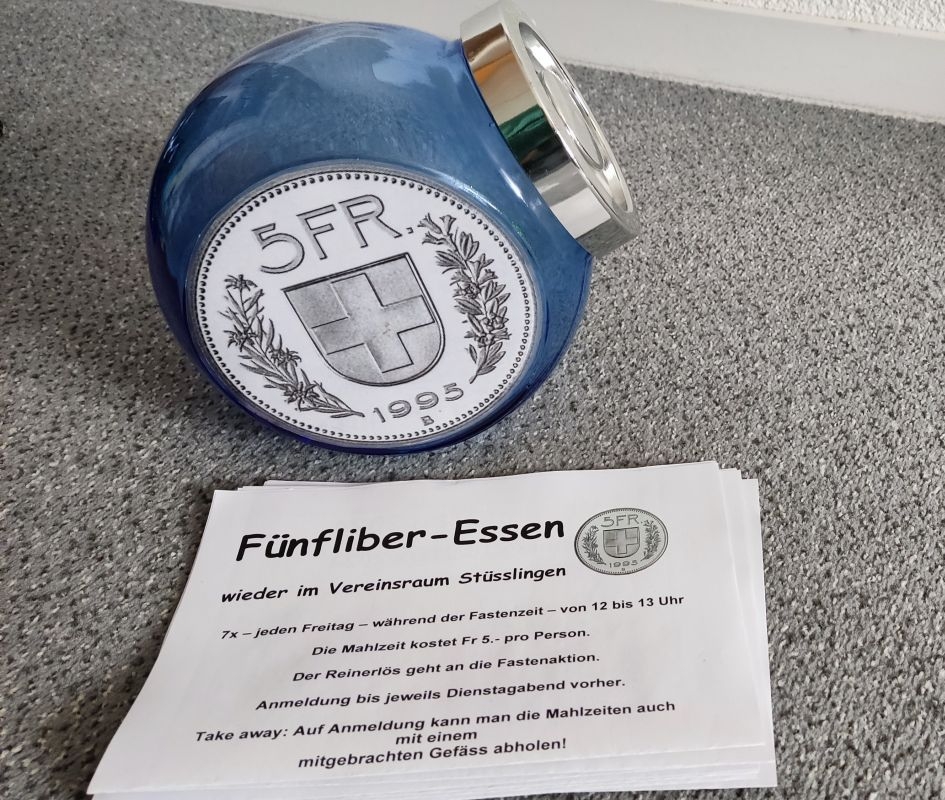 5FR.
1995
B
Fünfliber-Essen
5FR.
1995
wieder im Vereinsraum Stüsslingen
7x – jeden Freitag – während der Fastenzeit – von 12 bis 13 Uhr
Die Mahlzeit kostet Fr 5.- pro Person.
Der Reinerlös geht an die Fastenaktion.
Anmeldung bis jeweils Dienstagabend vorher.
Take away: Auf Anmeldung kann man die Mahlzeiten auch
mit einem
mitgebrachten Gefäss abholen!